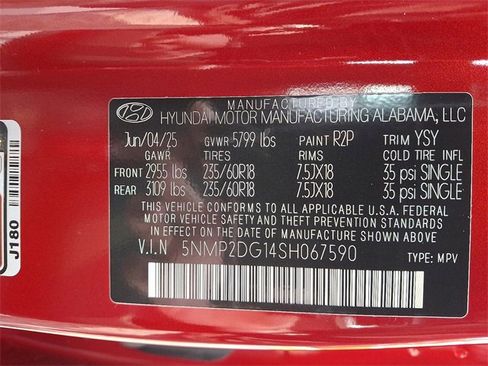 MANUFACTURED BY
HYUNDAI MOTOR MANUFACTURING ALABAMA, LLC
Jun/04/25 GVWR 5799 lbs PAINT R2P TRIM YSY
GAWR TIRES RIMS COLD TIRE INFL
FRONT 2955 lbs 235/60R18 7.5JX18 35 psi SINGLE
REAR 3109 lbs 235/60R18 7.5JX18 35 psi SINGLE
THIS VEHICLE CONFORMS TO ALL APPLICABLE U.S.A. FEDERAL
MOTOR VEHICLE SAFETY AND THEFT PREVENTION STANDARDS
IN EFFECT ON THE DATE OF MANUFACTURE SHOWN ABOVE
V.I.N 5NMP2DG14SH067590 TYPE: MPV
J180